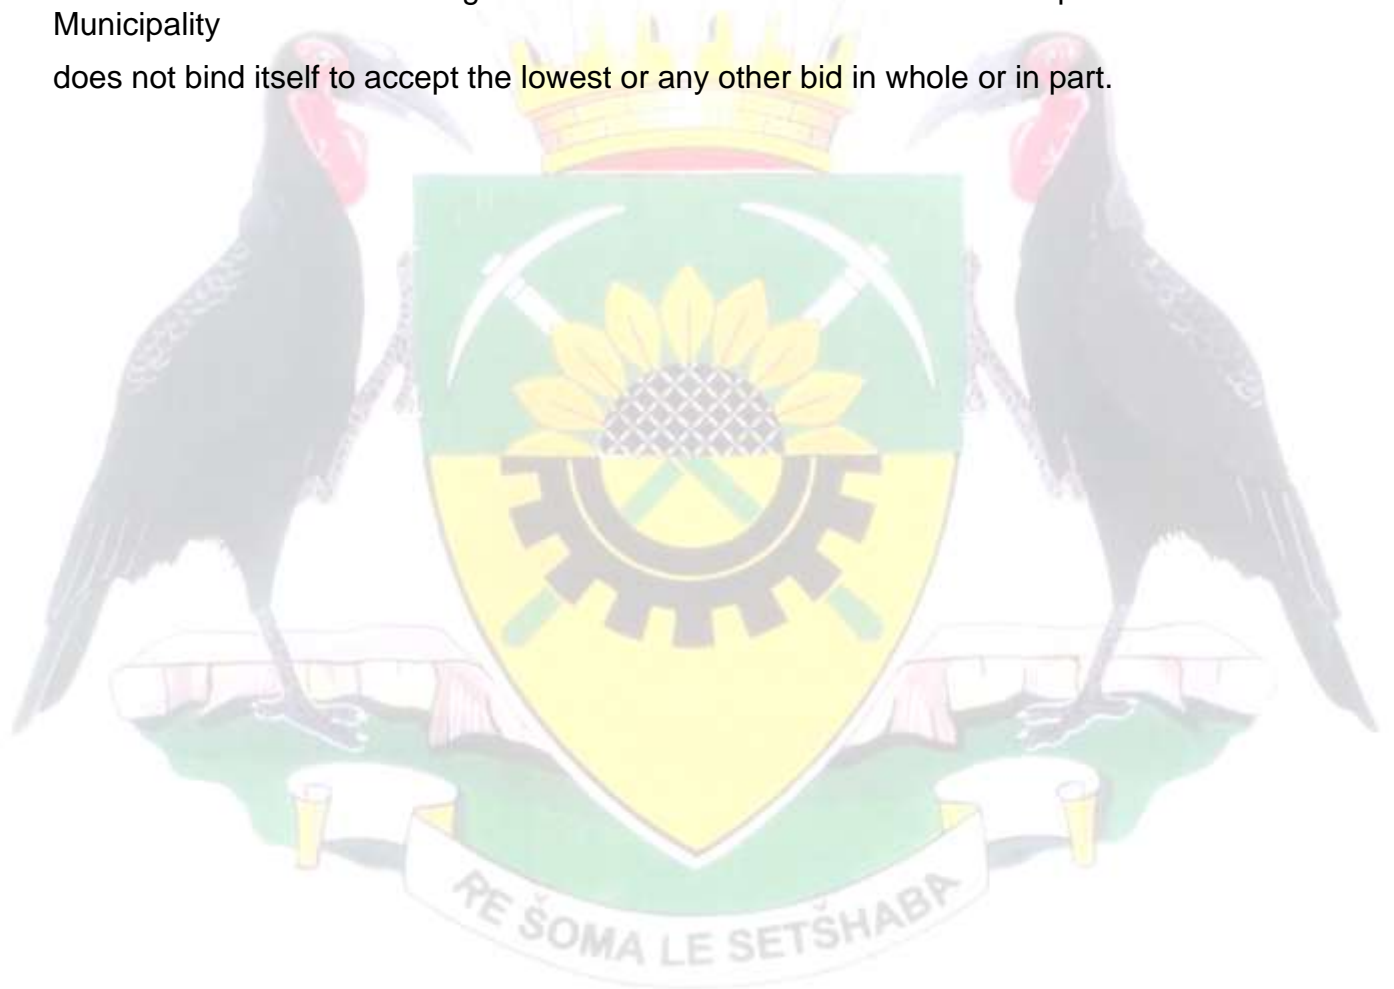 Municipality
does not bind itself to accept the lowest or any other bid in whole or in part.
RE ŠOMA LE SETŠHABA